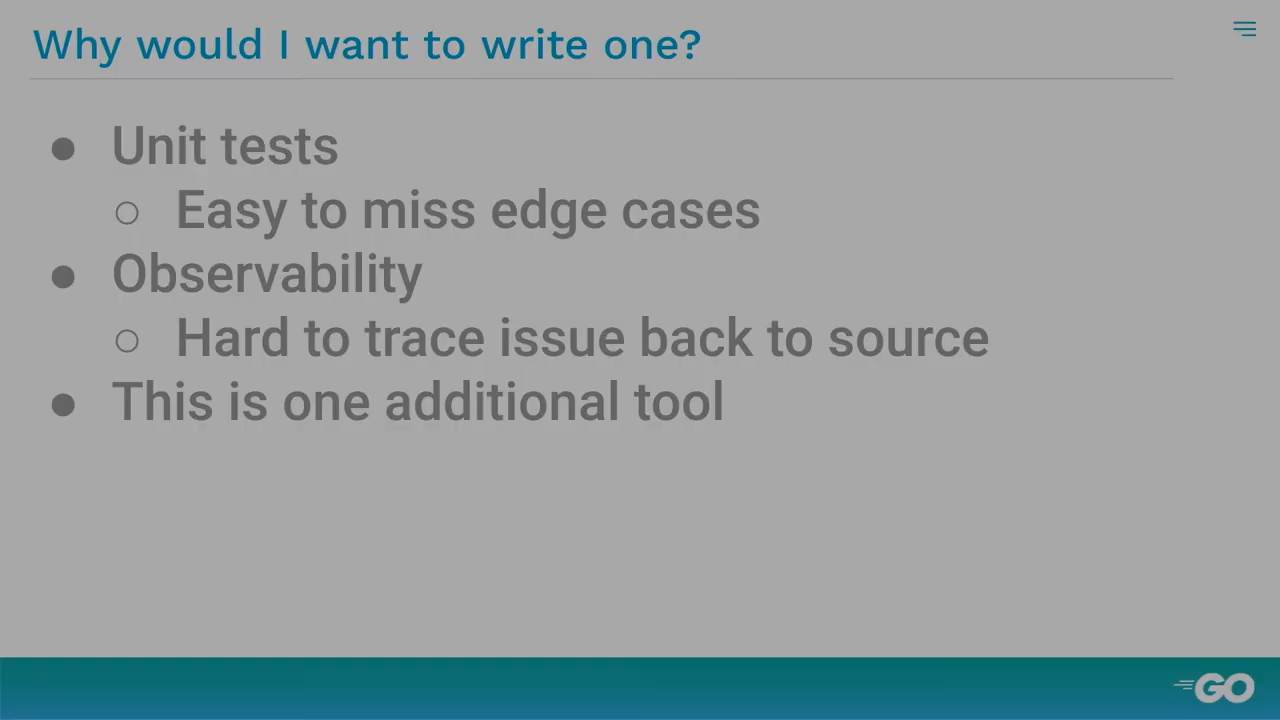 Why would I want to write one?
● Unit tests
○ Easy to miss edge cases
● Observability
○ Hard to trace issue back to source
● This is one additional tool
GO